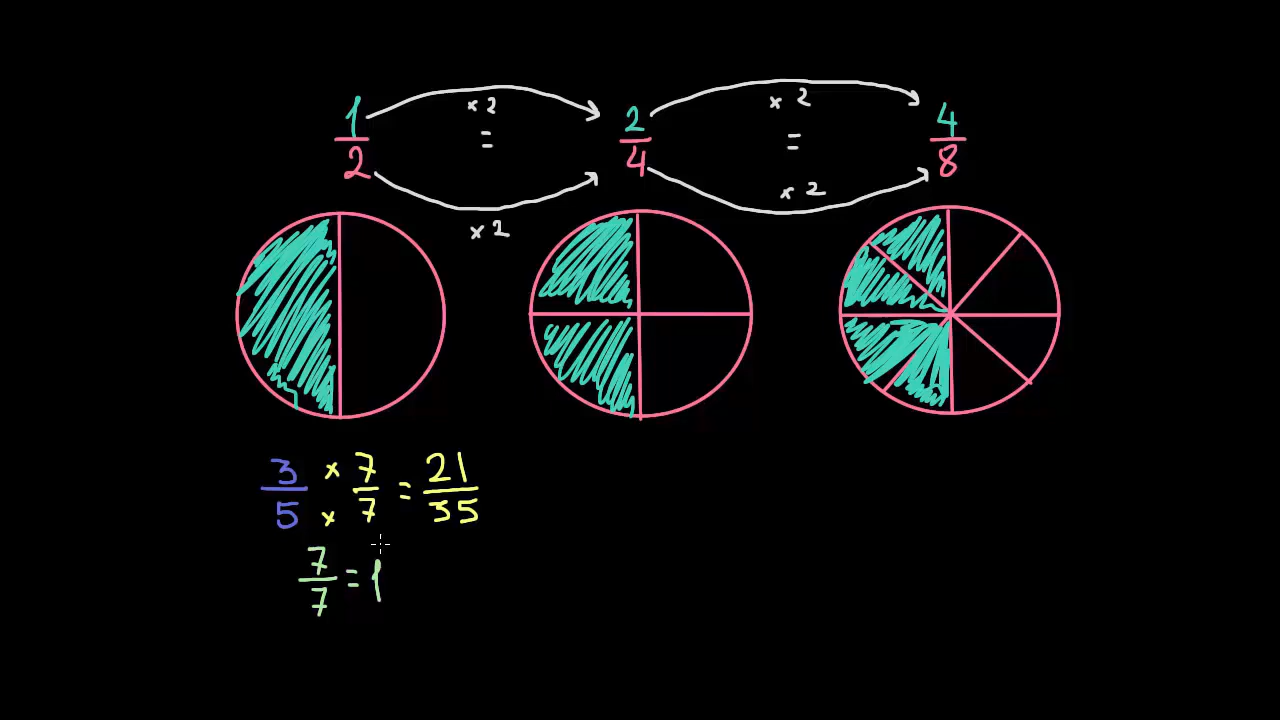 × 2 × 2
1/2 = 2/4 = 4/8
× 2 × 2
3/5 × × 7/7 = 21/35
7/7 = 1